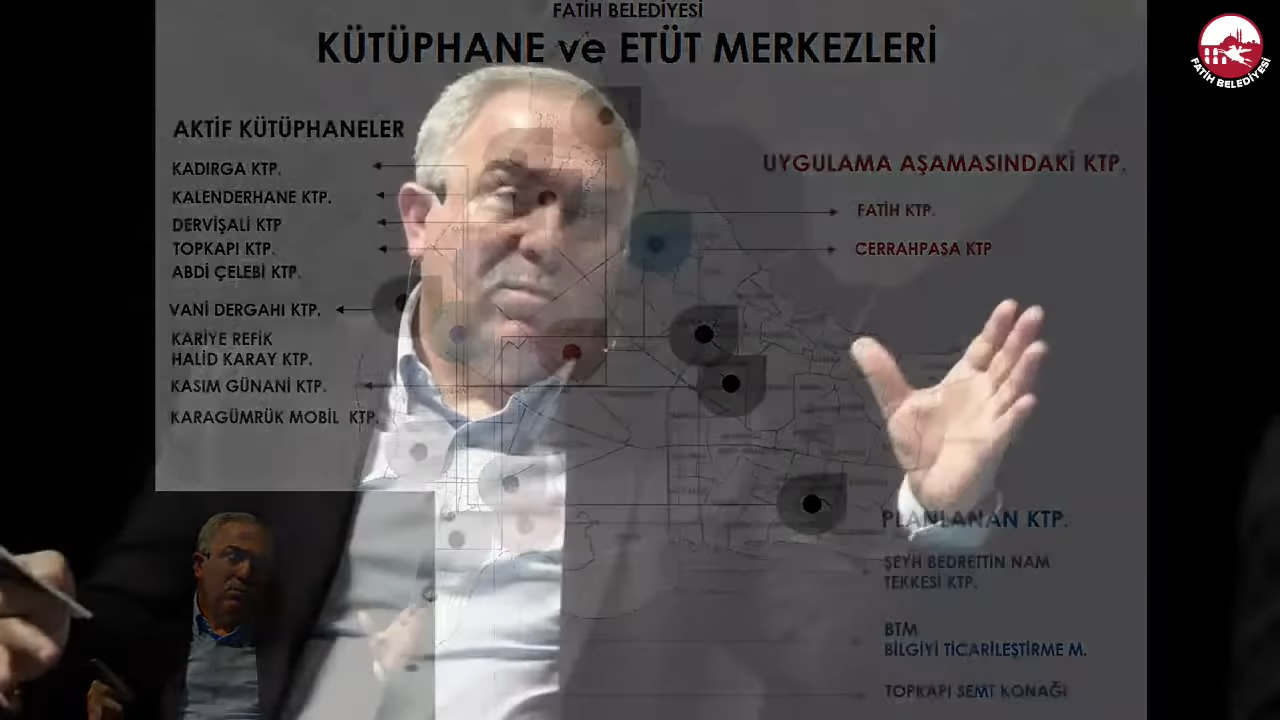 FATİH BELEDİYESİ
KÜTÜPHANE ve ETÜT MERKEZLERİ
AKTİF KÜTÜPHANELER
KADIRGA KTP.
KALENDERHANE KTP.
DERVİŞALİ KTP
TOPKAPI KTP.
ABDİ ÇELEBİ KTP.
VANİ DERGAHI KTP.
KARİYE REFİK
HALİD KARAY KTP.
KASIM GÜNANİ KTP.
KARAGÜMRÜK MOBİL KTP.
UYGULAMA AŞAMASINDAKİ KTP.
FATİH KTP.
CERRAHPAŞA KTP
PLANLANAN KTP.
ŞEYH BEDRETTİN NAM
TEKKESİ KTP.
BTM
BİLGİYİ TİCARİLEŞTİRME M.
TOPKAPI SEMT KONAĞI
FATİH BELEDİYESİ